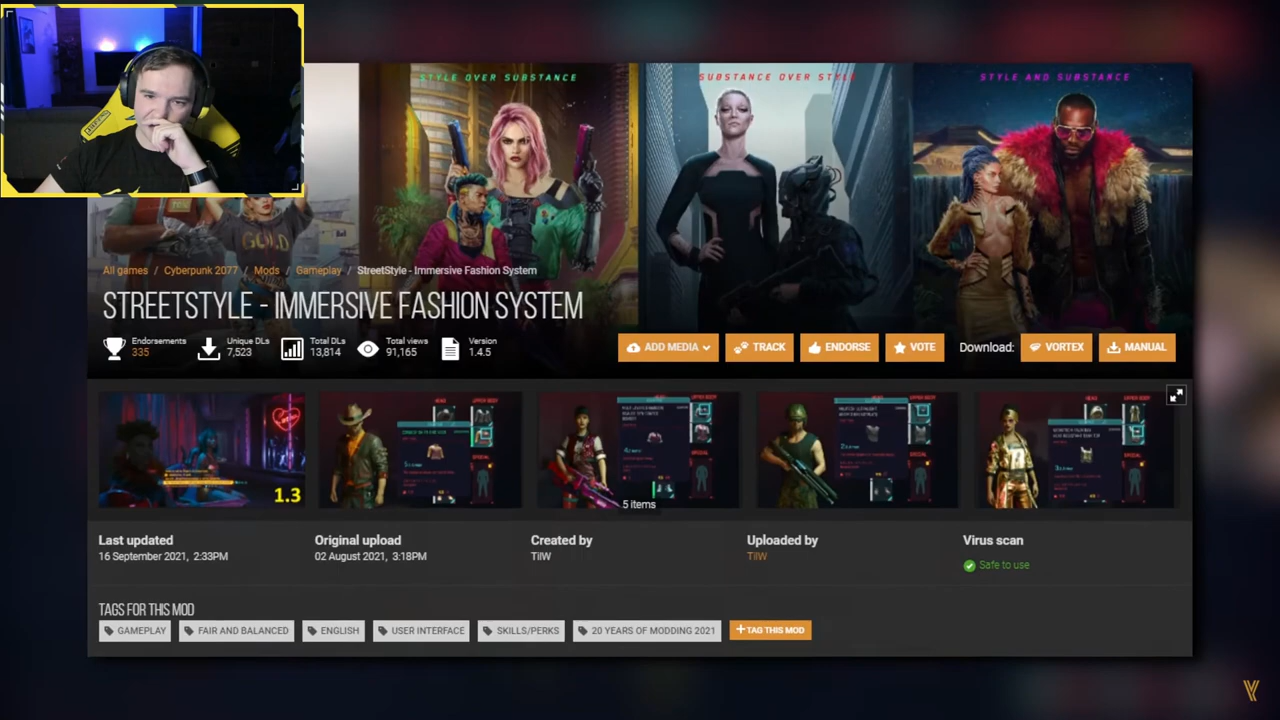 STYLE OVER SUBSTANCE
SUBSTANCE OVER STYLE
STYLE AND SUBSTANCE
GOLD
All games / Cyberpunk 2077 / Mods / Gameplay / StreetStyle - Immersive Fashion System
STREETSTYLE - IMMERSIVE FASHION SYSTEM
Endorsements
335
Unique DLs
7,523
Total DLs
13,814
Total views
91,165
Version
1.4.5
ADD MEDIA
TRACK
ENDORSE
VOTE
Download:
VORTEX
MANUAL
1.3
5 items
Last updated
16 September 2021, 2:33PM
Original upload
02 August 2021, 3:18PM
Created by
TilW
Uploaded by
TilW
Virus scan
Safe to use
TAGS FOR THIS MOD
GAMEPLAY
FAIR AND BALANCED
ENGLISH
USER INTERFACE
SKILLS/PERKS
20 YEARS OF MODDING 2021
+TAG THIS MOD